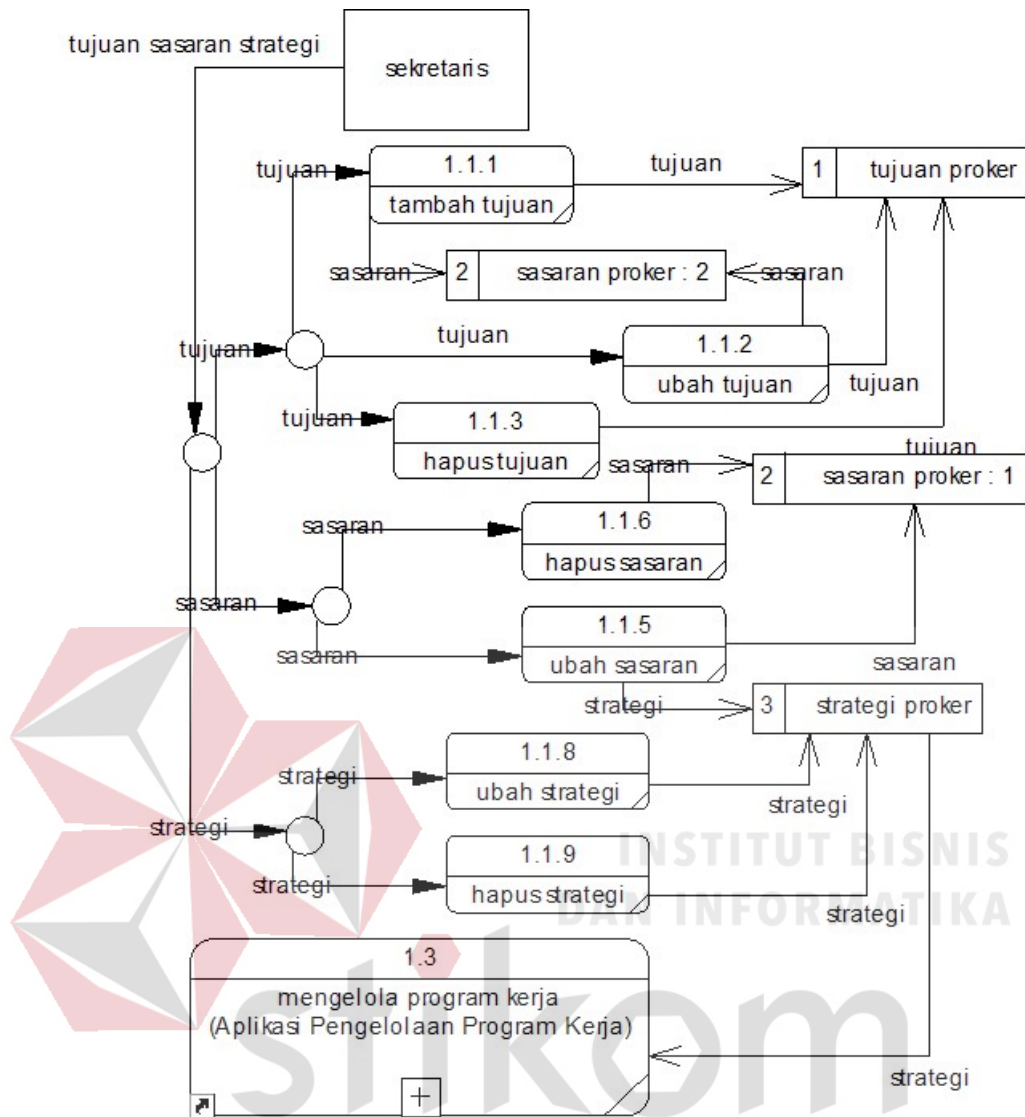 tujuan sasaran strategi
sekretaris
tujuan
1.1.1
tambah tujuan
tujuan
1
tujuan proker
sasaran
2
sasaran proker : 2
sasaran
tujuan
tujuan
1.1.2
ubah tujuan
tujuan
tujuan
1.1.3
hapus tujuan
tujuan
sasaran
2
sasaran proker : 1
sasaran
1.1.6
hapus sasaran
sasaran
sasaran
1.1.5
ubah sasaran
sasaran
strategi
3
strategi proker
strategi
1.1.8
ubah strategi
strategi
strategi
strategi
1.1.9
hapus strategi
strategi
INSTITUT BISNIS
DAN INFORMATIKA
stikom
1.3
mengelola program kerja
(Aplikasi Pengelolaan Program Kerja)
strategi